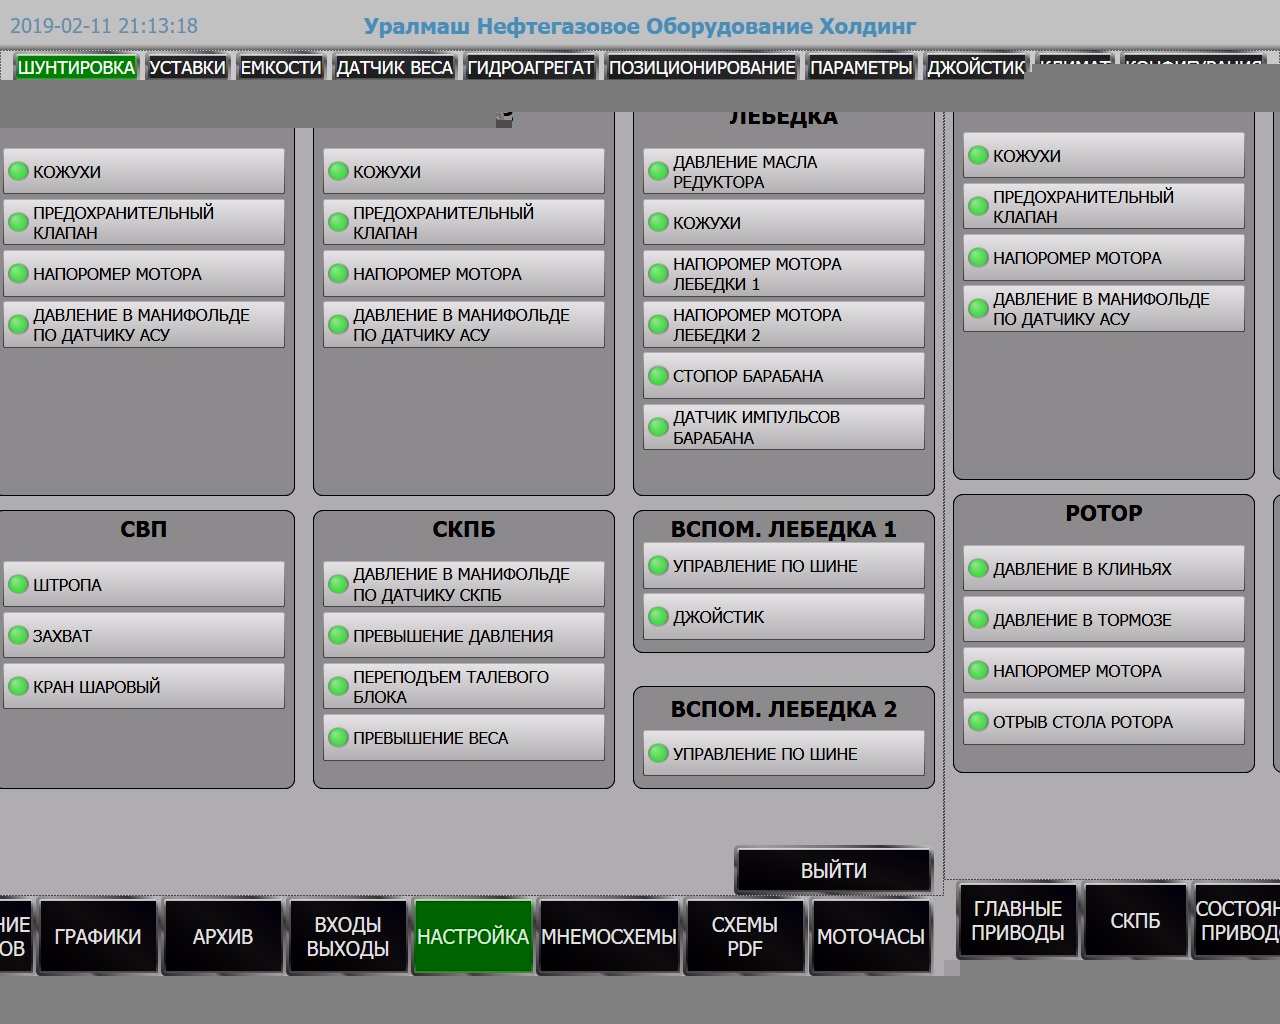 2019-02-11 21:13:18
Уралмаш Нефтегазовое Оборудование Холдинг
ШУНТИРОВКА УСТАВКИ ЕМКОСТИ ДАТЧИК ВЕСА ГИДРОАГРЕГАТ ПОЗИЦИОНИРОВАНИЕ ПАРАМЕТРЫ ДЖОЙСТИК КЛИМАТ КОНФИГУРАЦИЯ
КОЖУХИ
ПРЕДОХРАНИТЕЛЬНЫЙ
КЛАПАН
НАПОРОМЕР МОТОРА
ДАВЛЕНИЕ В МАНИФОЛЬДЕ
ПО ДАТЧИКУ АСУ
КОЖУХИ
ПРЕДОХРАНИТЕЛЬНЫЙ
КЛАПАН
НАПОРОМЕР МОТОРА
ДАВЛЕНИЕ В МАНИФОЛЬДЕ
ПО ДАТЧИКУ АСУ
ЛЕБЕДКА
ДАВЛЕНИЕ МАСЛА
РЕДУКТОРА
КОЖУХИ
НАПОРОМЕР МОТОРА
ЛЕБЕДКИ 1
НАПОРОМЕР МОТОРА
ЛЕБЕДКИ 2
СТОПОР БАРАБАНА
ДАТЧИК ИМПУЛЬСОВ
БАРАБАНА
КОЖУХИ
ПРЕДОХРАНИТЕЛЬНЫЙ
КЛАПАН
НАПОРОМЕР МОТОРА
ДАВЛЕНИЕ В МАНИФОЛЬДЕ
ПО ДАТЧИКУ АСУ
СВП
ШТРОПА
ЗАХВАТ
КРАН ШАРОВЫЙ
СКПБ
ДАВЛЕНИЕ В МАНИФОЛЬДЕ
ПО ДАТЧИКУ СКПБ
ПРЕВЫШЕНИЕ ДАВЛЕНИЯ
ПЕРЕПОДЪЕМ ТАЛЕВОГО
БЛОКА
ПРЕВЫШЕНИЕ ВЕСА
ВСПОМ. ЛЕБЕДКА 1
УПРАВЛЕНИЕ ПО ШИНЕ
ДЖОЙСТИК
ВСПОМ. ЛЕБЕДКА 2
УПРАВЛЕНИЕ ПО ШИНЕ
РОТОР
ДАВЛЕНИЕ В КЛИНЬЯХ
ДАВЛЕНИЕ В ТОРМОЗЕ
НАПОРОМЕР МОТОРА
ОТРЫВ СТОЛА РОТОРА
ВЫЙТИ
НИЕ
ОВ
ГРАФИКИ
АРХИВ
ВХОДЫ
ВЫХОДЫ
НАСТРОЙКА
МНЕМОСХЕМЫ
СХЕМЫ
PDF
МОТОЧАСЫ
ГЛАВНЫЕ
ПРИВОДЫ
СКПБ
СОСТОЯН
ПРИВОД